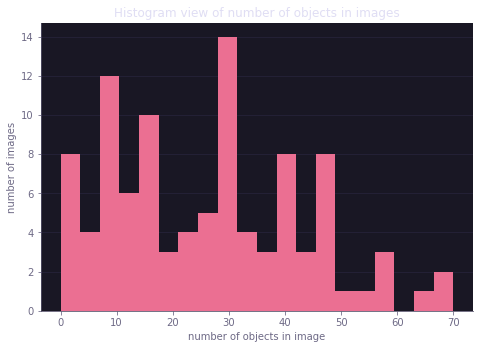 Histogram view of number of objects in images
14
12
10
8
6
4
2
0
number of images
0 10 20 30 40 50 60 70
number of objects in image